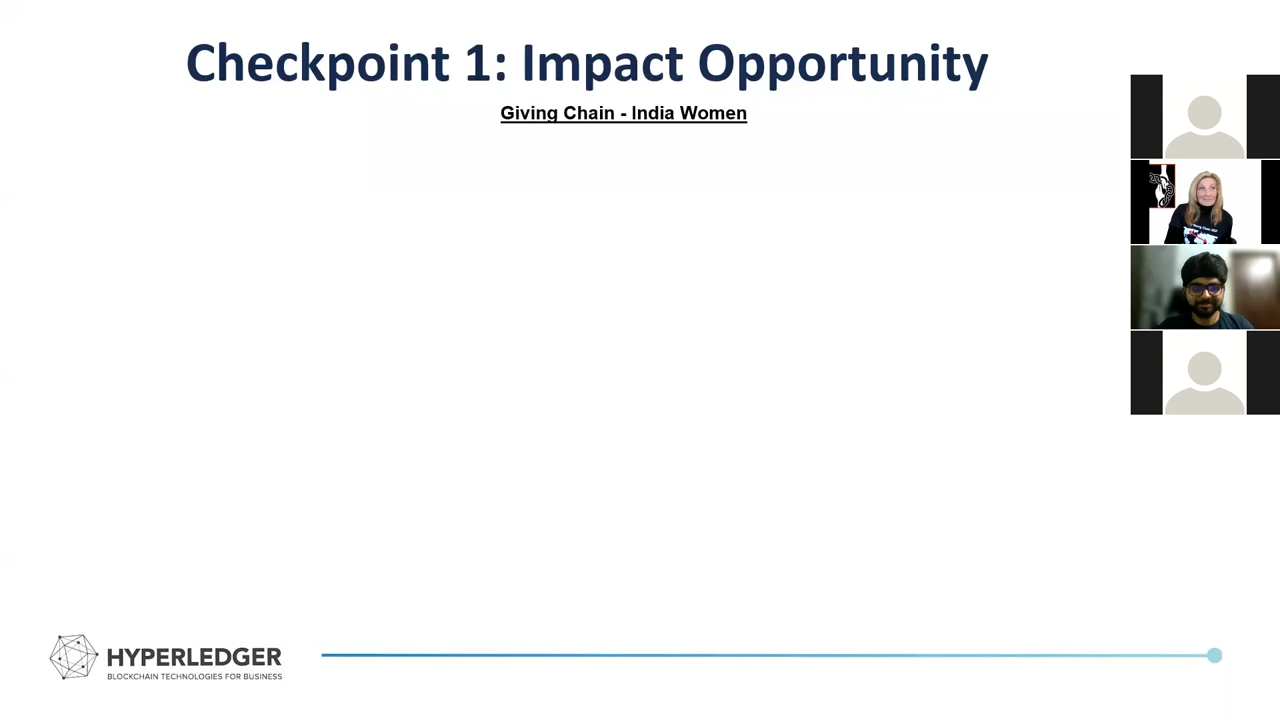 Checkpoint 1: Impact Opportunity
Giving Chain - India Women
HYPERLEDGER
BLOCKCHAIN TECHNOLOGIES FOR BUSINESS